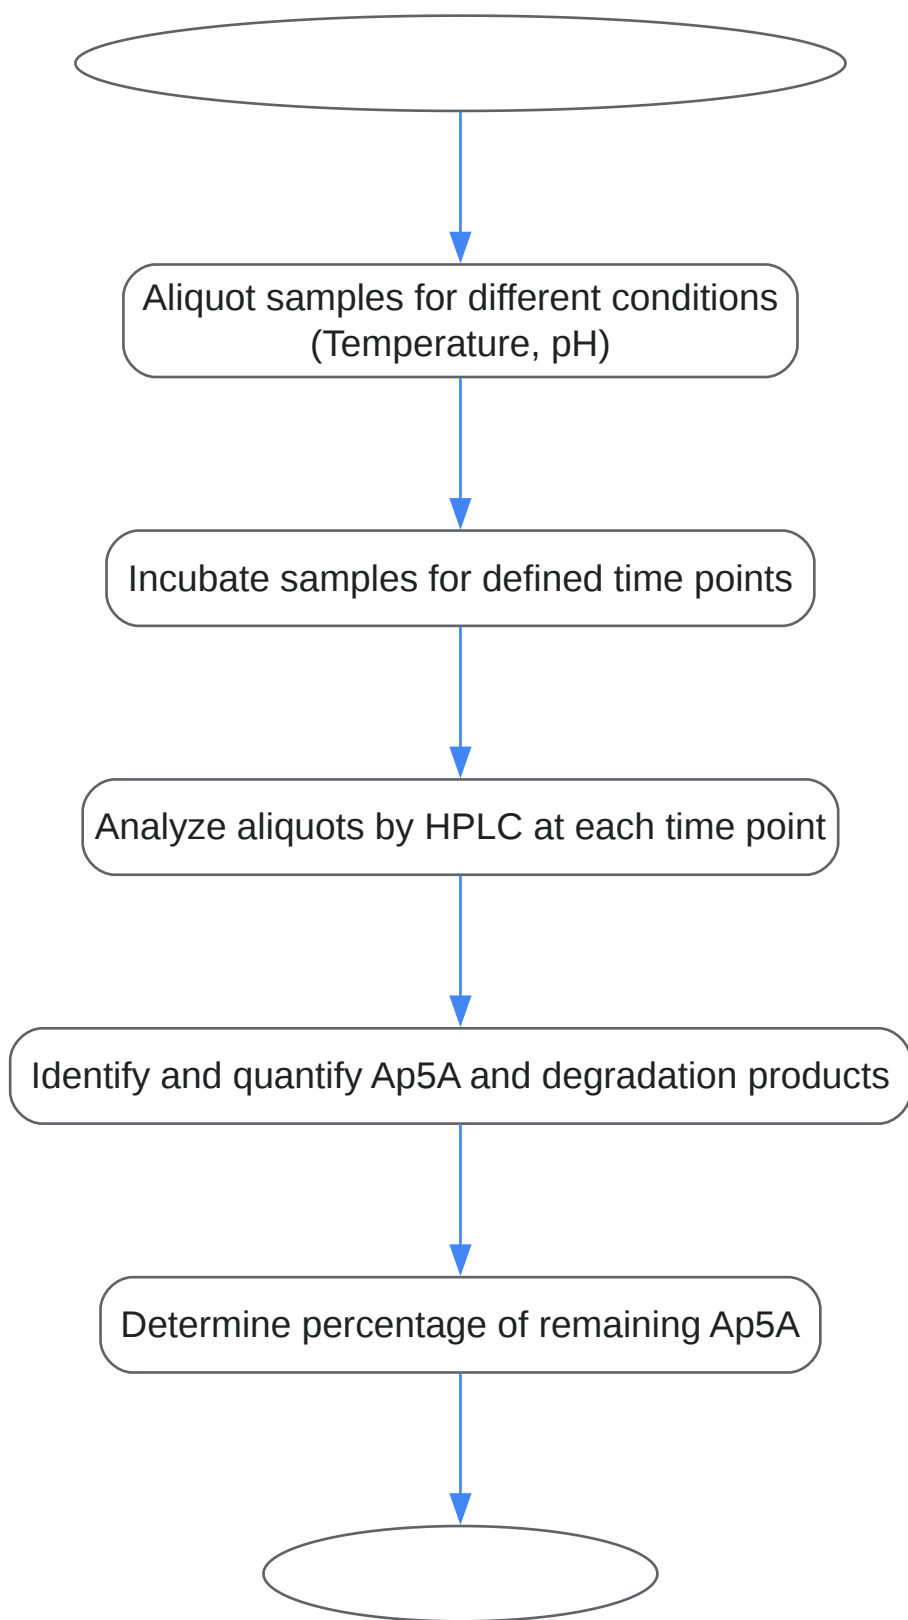 Aliquot samples for different conditions
(Temperature, pH)
Incubate samples for defined time points
Analyze aliquots by HPLC at each time point
Identify and quantify Ap5A and degradation products
Determine percentage of remaining Ap5A